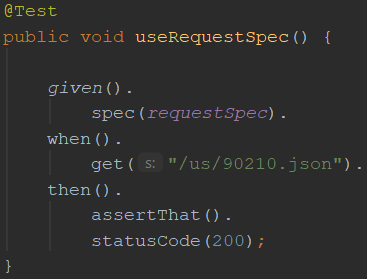 @Test
public void useRequestSpec() {
given().
spec(requestSpec).
when().
get( s: "/us/90210.json").
then().
assertThat().
statusCode(200);
}